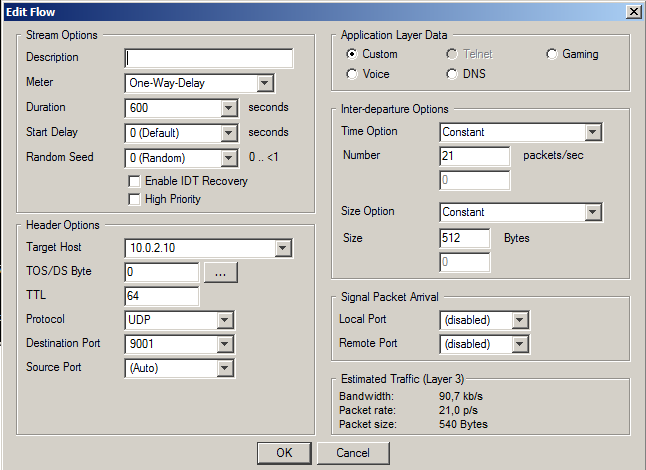 Edit Flow
Stream Options
Description
Meter One-Way-Delay
Duration 600 seconds
Start Delay 0 (Default) seconds
Random Seed 0 (Random) 0 .. <1
Enable IDT Recovery
High Priority
Header Options
Target Host 10.0.2.10
TOS/DS Byte 0 ...
TTL 64
Protocol UDP
Destination Port 9001
Source Port (Auto)
Application Layer Data
Custom Telnet Gaming
Voice DNS
Inter-departure Options
Time Option Constant
Number 21 packets/sec
0
Size Option Constant
Size 512 Bytes
0
Signal Packet Arrival
Local Port (disabled)
Remote Port (disabled)
Estimated Traffic (Layer 3)
Bandwidth: 90,7 kb/s
Packet rate: 21,0 p/s
Packet size: 540 Bytes
OK Cancel